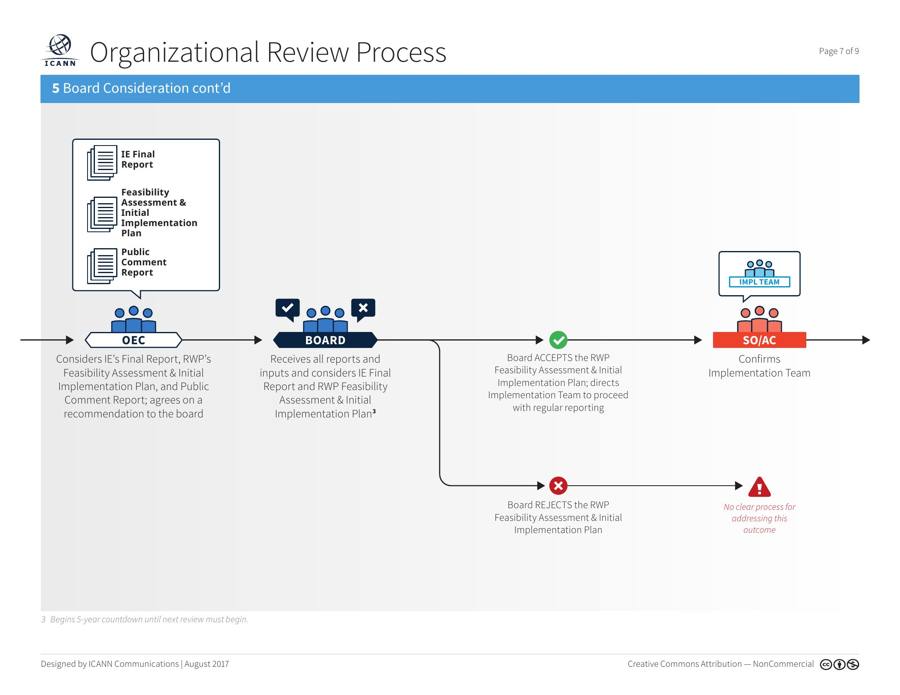 ICANN
Organizational Review Process
Page 7 of 9
5 Board Consideration cont'd
IE Final
Report
Feasibility
Assessment &
Initial
Implementation
Plan
Public
Comment
Report
OEC
Considers IE's Final Report, RWP's
Feasibility Assessment & Initial
Implementation Plan, and Public
Comment Report; agrees on a
recommendation to the board
BOARD
Receives all reports and
inputs and considers IE Final
Report and RWP Feasibility
Assessment & Initial
Implementation Plan³
Board ACCEPTS the RWP
Feasibility Assessment & Initial
Implementation Plan; directs
Implementation Team to proceed
with regular reporting
IMPL TEAM
SO/AC
Confirms
Implementation Team
Board REJECTS the RWP
Feasibility Assessment & Initial
Implementation Plan
No clear process for
addressing this
outcome
3 Begins 5-year countdown until next review must begin.
Designed by ICANN Communications | August 2017
Creative Commons Attribution — NonCommercial